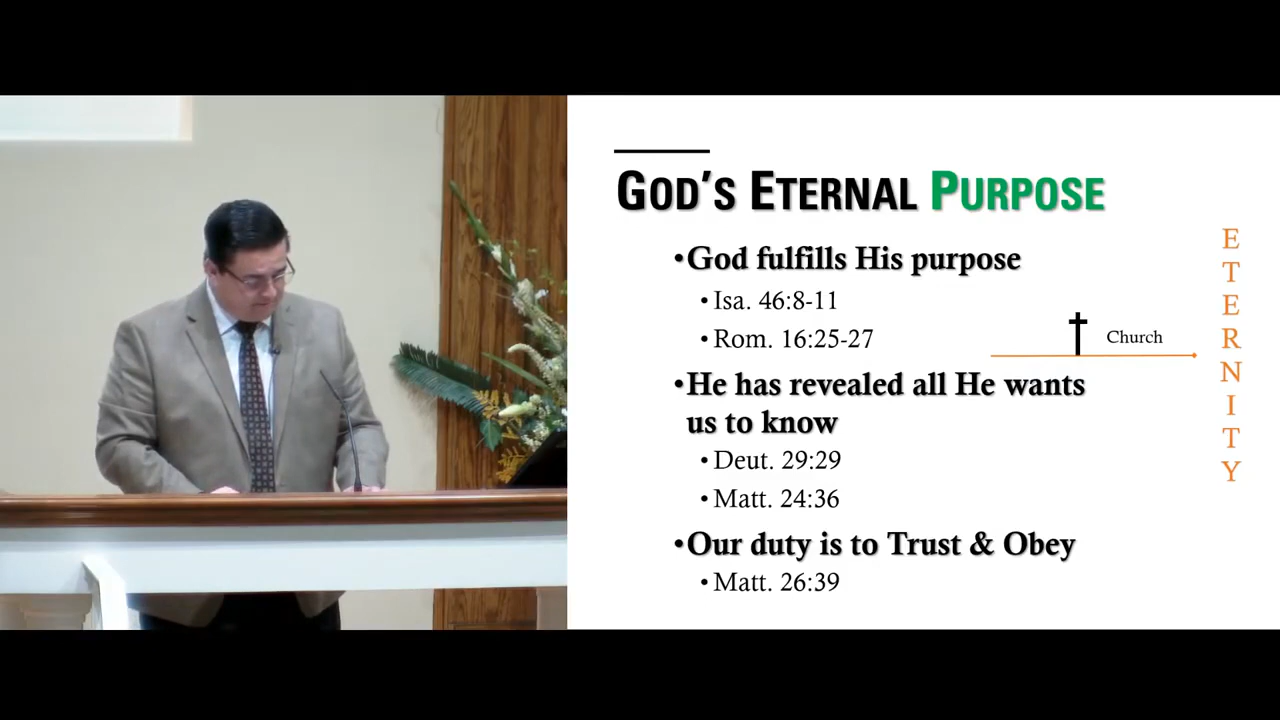 GOD'S ETERNAL PURPOSE
•God fulfills His purpose
•Isa. 46:8-11
•Rom. 16:25-27
Church
•He has revealed all He wants
us to know
•Deut. 29:29
•Matt. 24:36
•Our duty is to Trust & Obey
•Matt. 26:39
ETERNITY